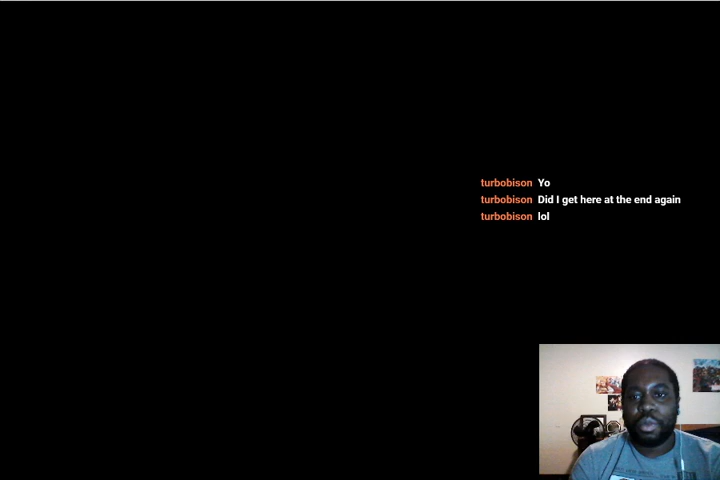 turbobison Yo
turbobison Did I get here at the end again
turbobison lol